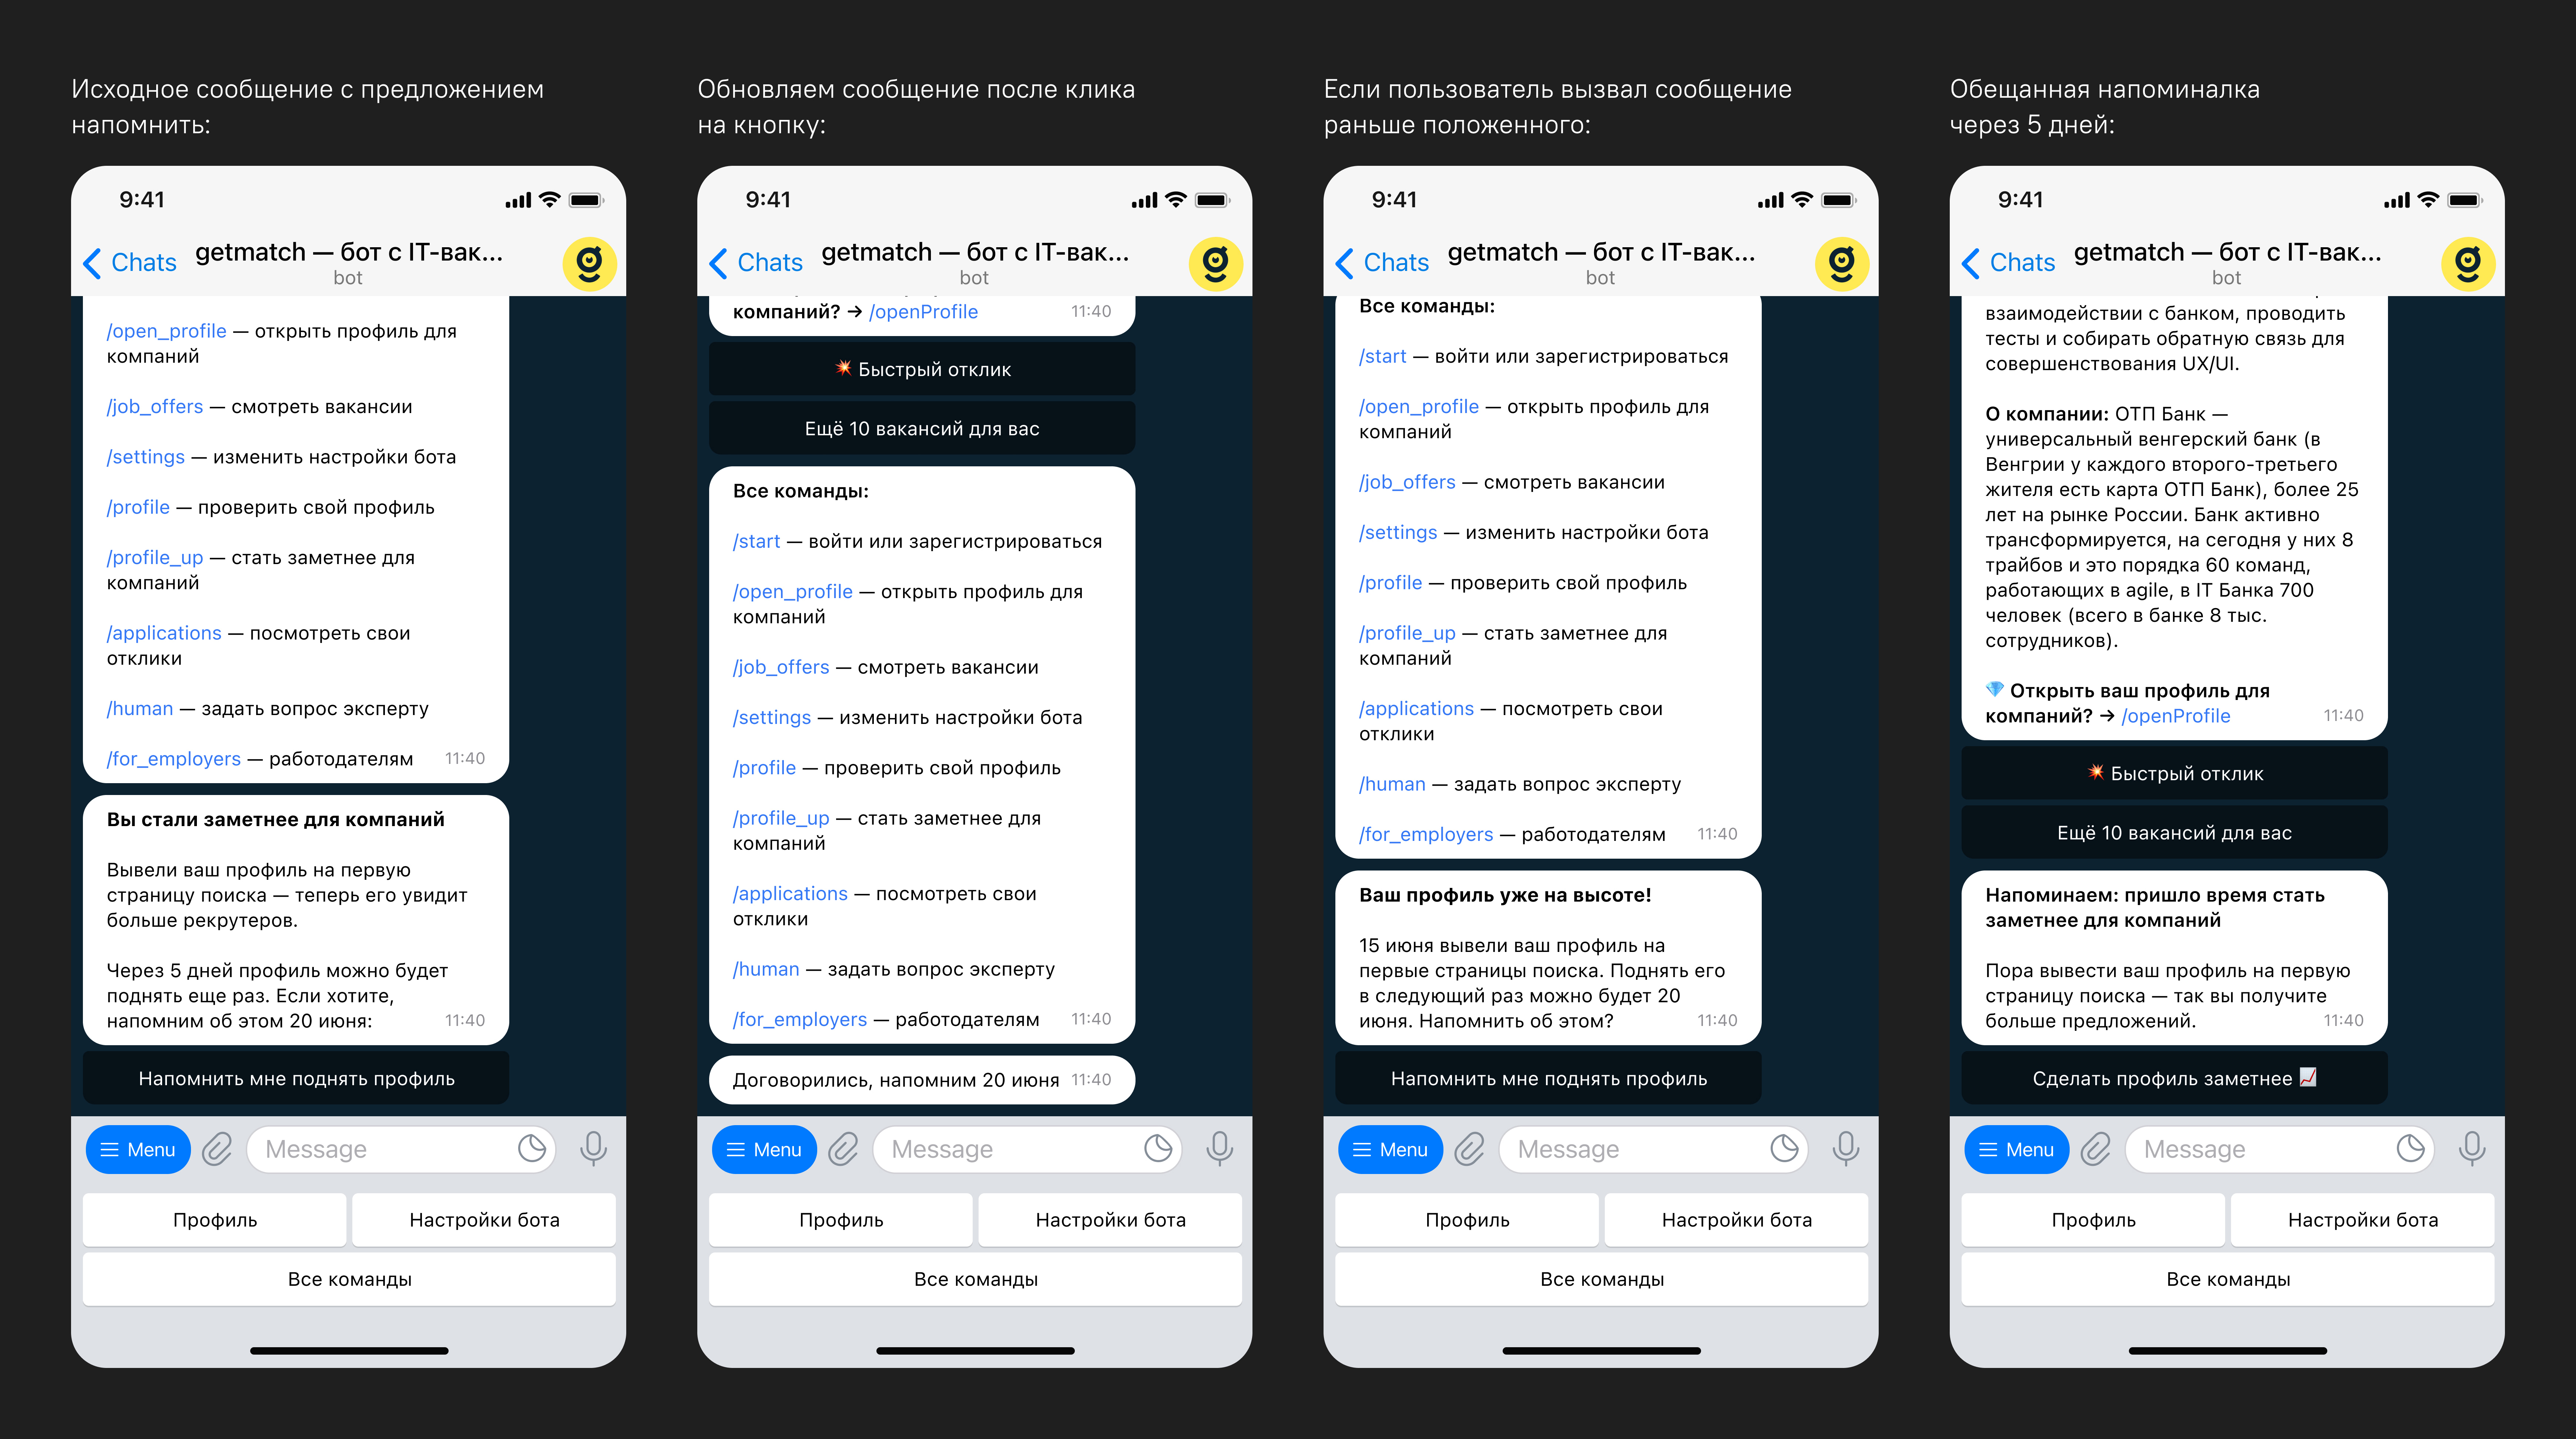 Исходное сообщение с предложением
напомнить:
9:41
Chats
getmatch — бот с IT-вак...
bot
/open_profile — открыть профиль для
компаний
/job_offers — смотреть вакансии
/settings — изменить настройки бота
/profile — проверить свой профиль
/profile_up — стать заметнее для
компаний
/applications — посмотреть свои
отклики
/human — задать вопрос эксперту
/for_employers — работодателям 11:40
Вы стали заметнее для компаний
Вывели ваш профиль на первую
страницу поиска — теперь его увидит
больше рекрутеров.
Через 5 дней профиль можно будет
поднять еще раз. Если хотите,
напомним об этом 20 июня: 11:40
Напомнить мне поднять профиль
Menu
Message
Профиль
Настройки бота
Все команды
Обновляем сообщение после клика
на кнопку:
9:41
Chats
getmatch — бот с IT-вак...
bot
компаний? → /openProfile 11:40
💥 Быстрый отклик
Ещё 10 вакансий для вас
Все команды:
/start — войти или зарегистрироваться
/open_profile — открыть профиль для
компаний
/job_offers — смотреть вакансии
/settings — изменить настройки бота
/profile — проверить свой профиль
/profile_up — стать заметнее для
компаний
/applications — посмотреть свои
отклики
/human — задать вопрос эксперту
/for_employers — работодателям 11:40
Договорились, напомним 20 июня 11:40
Menu
Message
Профиль
Настройки бота
Все команды
Если пользователь вызвал сообщение
раньше положенного:
9:41
Chats
getmatch — бот с IT-вак...
bot
Все команды:
/start — войти или зарегистрироваться
/open_profile — открыть профиль для
компаний
/job_offers — смотреть вакансии
/settings — изменить настройки бота
/profile — проверить свой профиль
/profile_up — стать заметнее для
компаний
/applications — посмотреть свои
отклики
/human — задать вопрос эксперту
/for_employers — работодателям 11:40
Ваш профиль уже на высоте!
15 июня вывели ваш профиль на
первые страницы поиска. Поднять его
в следующий раз можно будет 20
июня. Напомнить об этом? 11:40
Напомнить мне поднять профиль
Menu
Message
Профиль
Настройки бота
Все команды
Обещанная напоминалка
через 5 дней:
9:41
Chats
getmatch — бот с IT-вак...
bot
взаимодействии с банком, проводить
тесты и собирать обратную связь для
совершенствования UX/UI.
О компании: ОТП Банк —
универсальный венгерский банк (в
Венгрии у каждого второго-третьего
жителя есть карта ОТП Банк), более 25
лет на рынке России. Банк активно
трансформируется, на сегодня у них 8
трайбов и это порядка 60 команд,
работающих в agile, в IT Банка 700
человек (всего в банке 8 тыс.
сотрудников).
💎 Открыть ваш профиль для
компаний? → /openProfile 11:40
💥 Быстрый отклик
Ещё 10 вакансий для вас
Напоминаем: пришло время стать
заметнее для компаний
Пора вывести ваш профиль на первую
страницу поиска — так вы получите
больше предложений. 11:40
Сделать профиль заметнее 📈
Menu
Message
Профиль
Настройки бота
Все команды